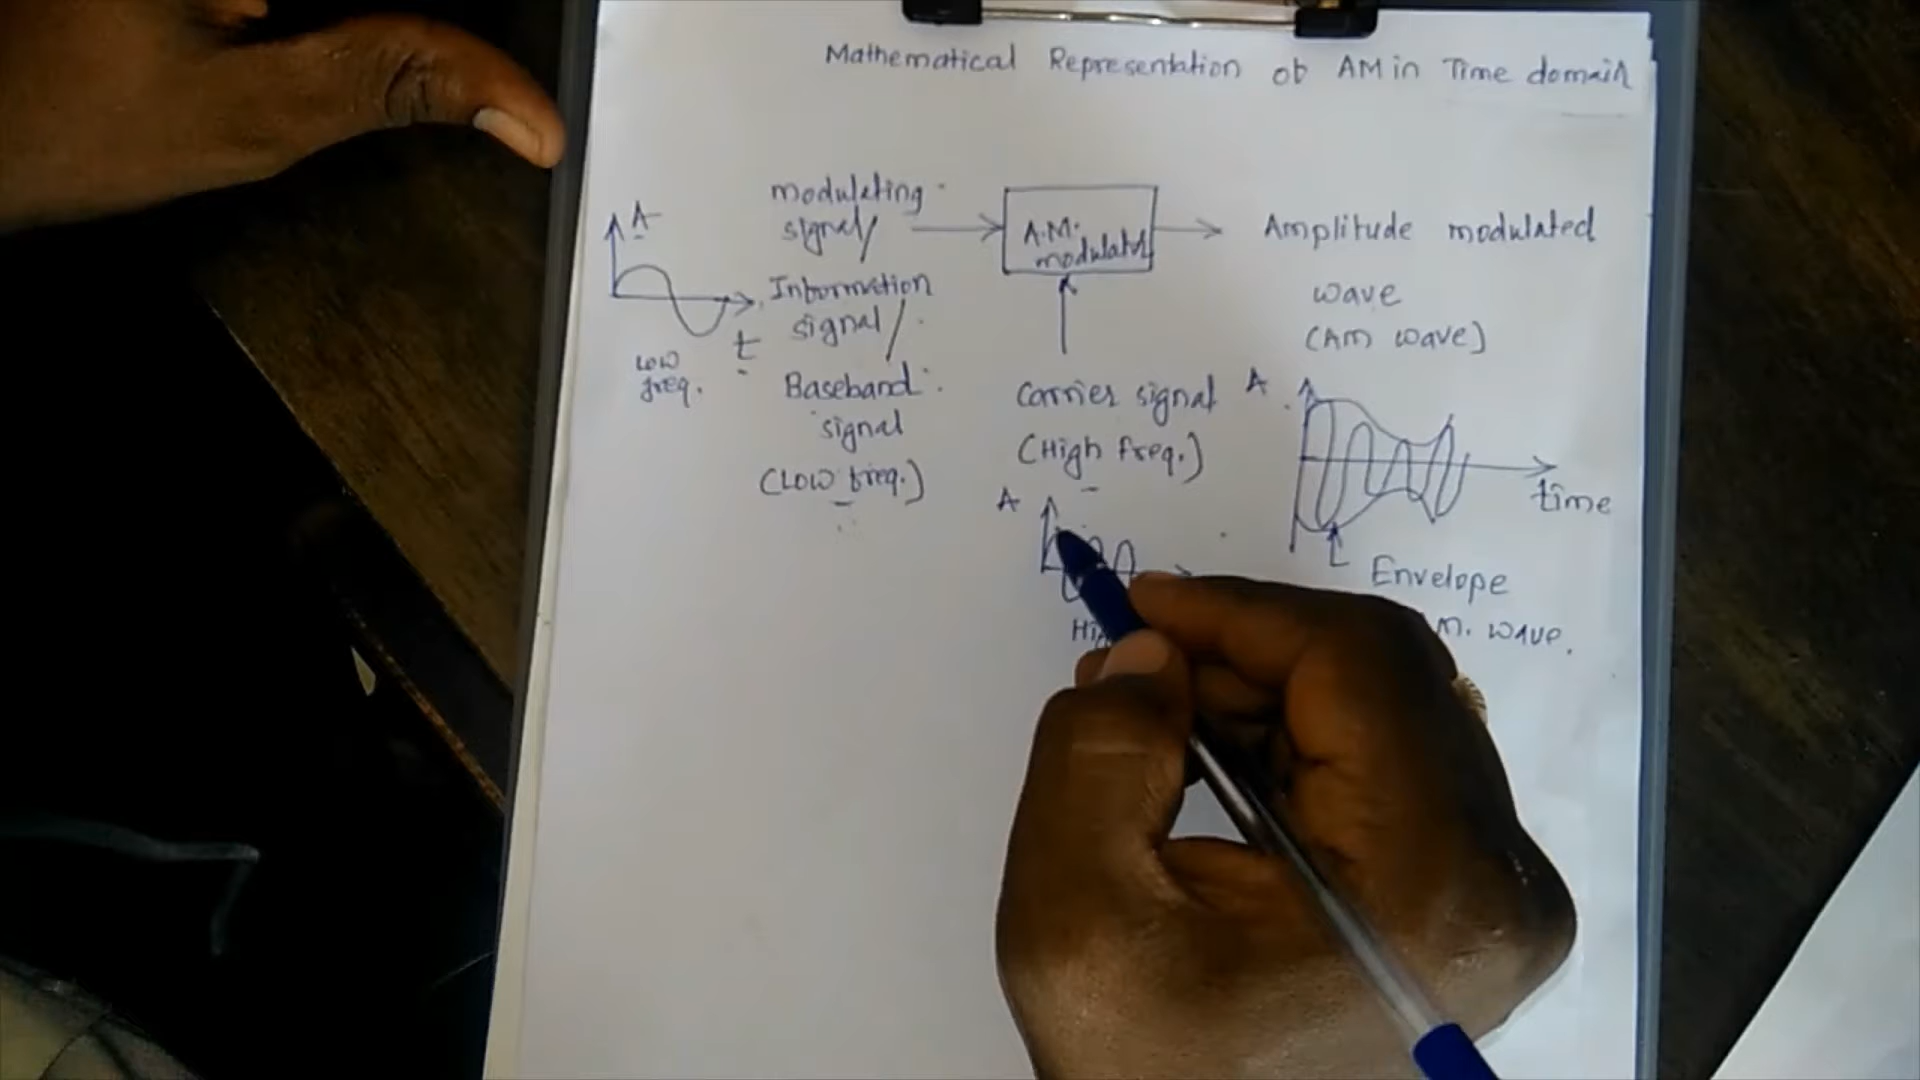 Mathematical Representation of AM in Time domain
modulating
signal/
Information
signal/
Baseband
signal
(Low freq.)
A
t
Low
freq.
A.M.
modulator
Carrier signal
(High Freq.)
A
Amplitude modulated
wave
(AM wave)
A
time
Envelope
wave.